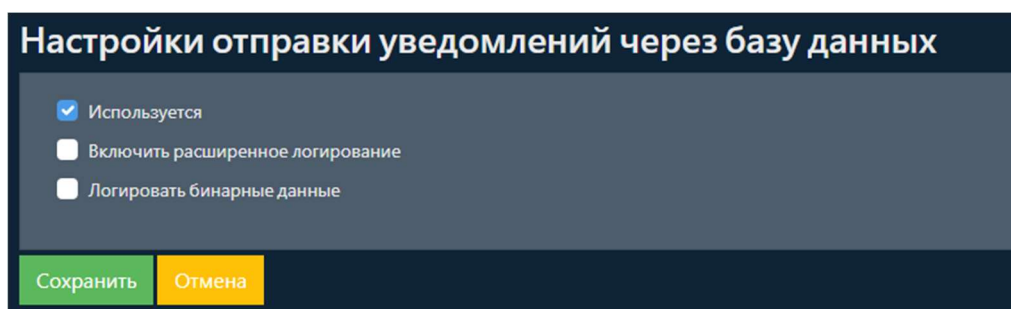 Настройки отправки уведомлений через базу данных
Используется
Включить расширенное логирование
Логировать бинарные данные
Сохранить Отмена